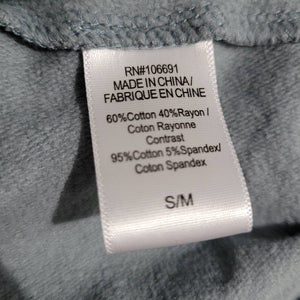 RN#106691
MADE IN CHINA/
FABRIQUE EN CHINE
60%Cotton 40%Rayon/
Coton Rayonne
Contrast
95%Cotton 5%Spandex/
Coton Spandex
S/M